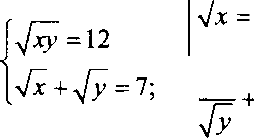 √xy = 12
√x + √y = 7;
√x =
√y +